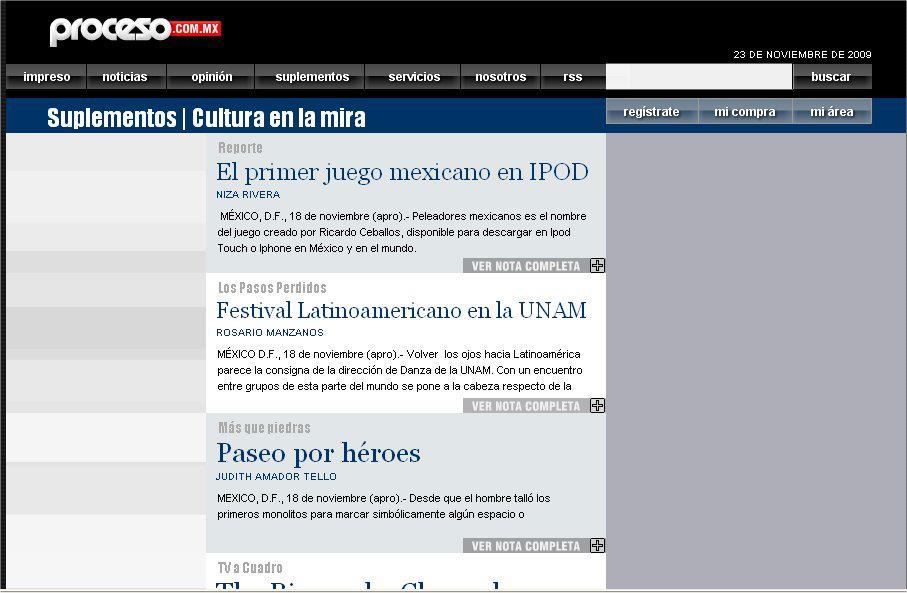 proceso.COM.MX
23 DE NOVIEMBRE DE 2009
impreso noticias opinión suplementos servicios nosotros rss buscar
Suplementos | Cultura en la mira
regístrate mi compra mi área
Reporte
El primer juego mexicano en IPOD
NIZA RIVERA
MÉXICO, D.F., 18 de noviembre (apro).- Peleadores mexicanos es el nombre
del juego creado por Ricardo Ceballos, disponible para descargar en Ipod
Touch o Iphone en México y en el mundo.
VER NOTA COMPLETA
Los Pasos Perdidos
Festival Latinoamericano en la UNAM
ROSARIO MANZANOS
MÉXICO D.F., 18 de noviembre (apro).- Volver los ojos hacia Latinoamérica
parece la consigna de la dirección de Danza de la UNAM. Con un encuentro
entre grupos de esta parte del mundo se pone a la cabeza respecto de la
VER NOTA COMPLETA
Más que piedras
Paseo por héroes
JUDITH AMADOR TELLO
MEXICO, D.F., 18 de noviembre (apro).- Desde que el hombre talló los
primeros monolitos para marcar simbólicamente algún espacio o
VER NOTA COMPLETA
TV a Cuadro
The